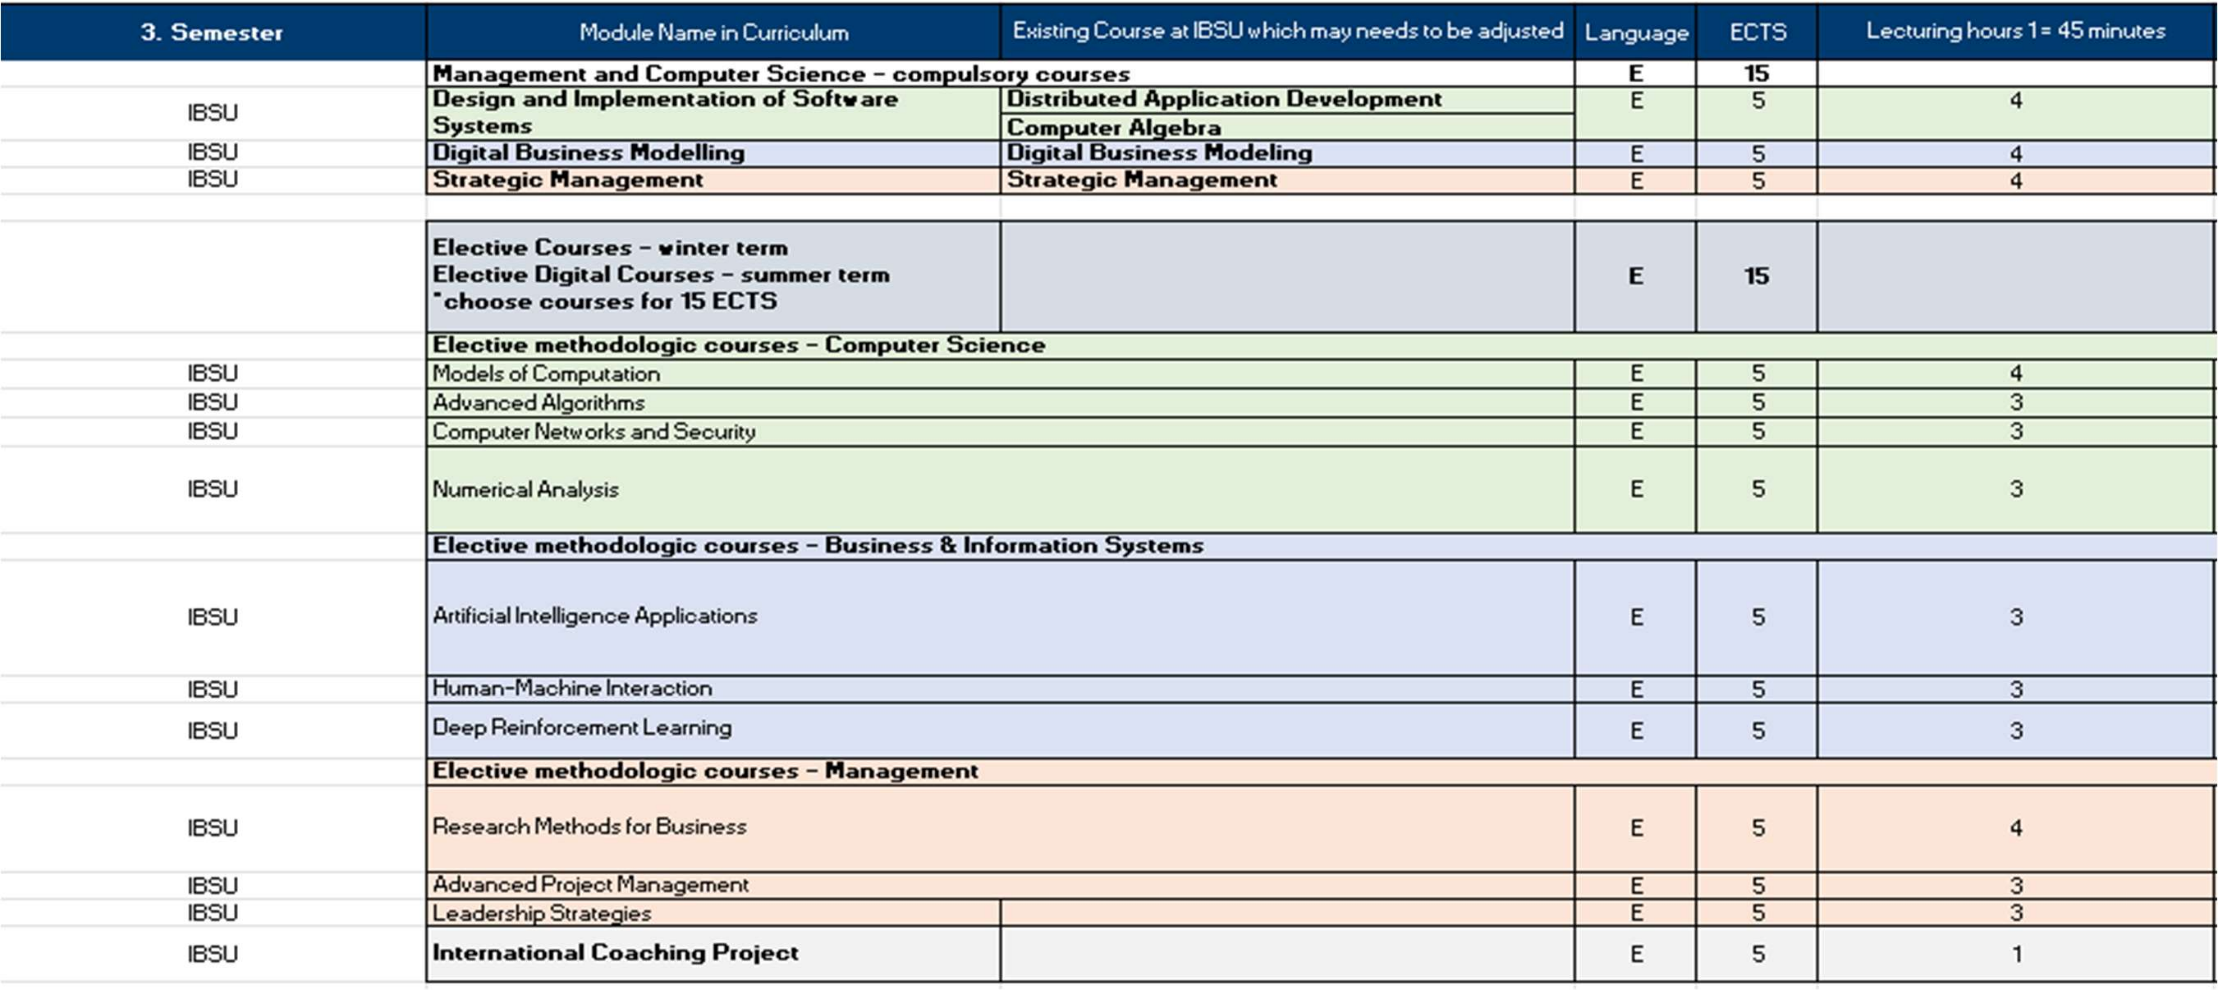 3. Semester Module Name in Curriculum Existing Course at IBSU which may needs to be adjusted Language ECTS Lecturing hours 1= 45 minutes
Management and Computer Science - compulsory courses E 15
IBSU Design and Implementation of Software Systems Distributed Application Development E 5 4
Computer Algebra
IBSU Digital Business Modelling Digital Business Modeling E 5 4
IBSU Strategic Management Strategic Management E 5 4
Elective Courses - winter term
Elective Digital Courses - summer term E 15
*choose courses for 15 ECTS
Elective methodologic courses - Computer Science
IBSU Models of Computation E 5 4
IBSU Advanced Algorithms E 5 3
IBSU Computer Networks and Security E 5 3
IBSU Numerical Analysis E 5 3
Elective methodologic courses - Business & Information Systems
IBSU Artificial Intelligence Applications E 5 3
IBSU Human-Machine Interaction E 5 3
IBSU Deep Reinforcement Learning E 5 3
Elective methodologic courses - Management
IBSU Research Methods for Business E 5 4
IBSU Advanced Project Management E 5 3
IBSU Leadership Strategies E 5 3
IBSU International Coaching Project E 5 1